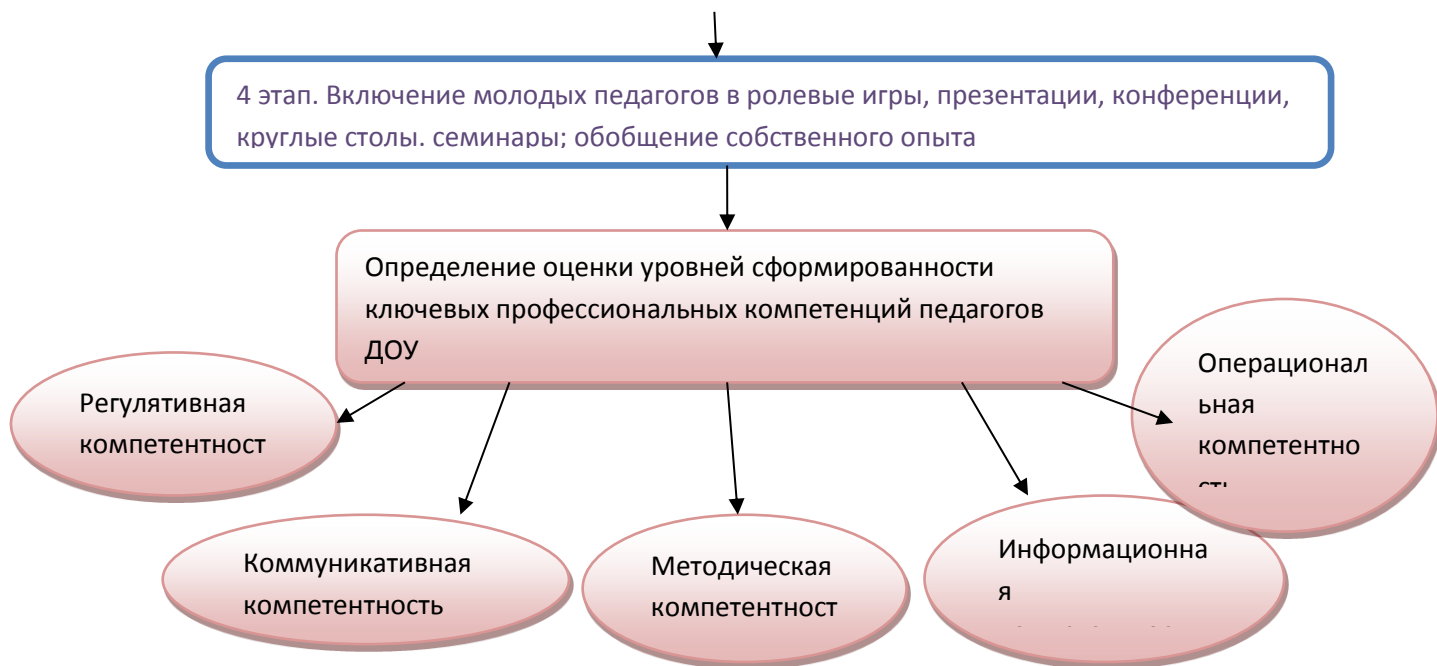 4 этап. Включение молодых педагогов в ролевые игры, презентации, конференции,
круглые столы. семинары; обобщение собственного опыта
Определение оценки уровней сформированности
ключевых профессиональных компетенций педагогов
ДОУ
Регулятивная
компетентност
Коммуникативная
компетентность
Методическая
компетентност
Информационна
я
Операционал
ьная
компетентно
сть